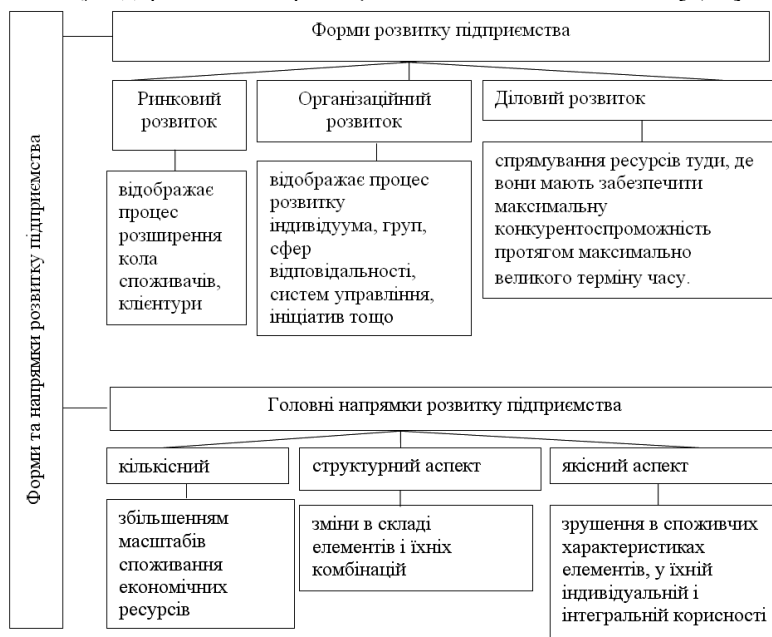 Форми та напрямки розвитку підприємства
Форми розвитку підприємства
Ринковий
розвиток
відображає
процес
розширення
кола
споживачів,
клієнтури
Організаційний
розвиток
відображає процес
розвитку
індивідуума, груп,
сфер
відповідальності,
систем управління,
ініціатив тощо
Діловий розвиток
спрямування ресурсів туди, де
вони мають забезпечити
максимальну
конкурентоспроможність
протягом максимально
великого терміну часу.
Головні напрямки розвитку підприємства
кількісний
збільшенням
масштабів
споживання
економічних
ресурсів
структурний аспект
зміни в складі
елементів і їхніх
комбінацій
якісний аспект
зрушення в споживчих
характеристиках
елементів, у їхній
індивідуальній і
інтегральній корисності